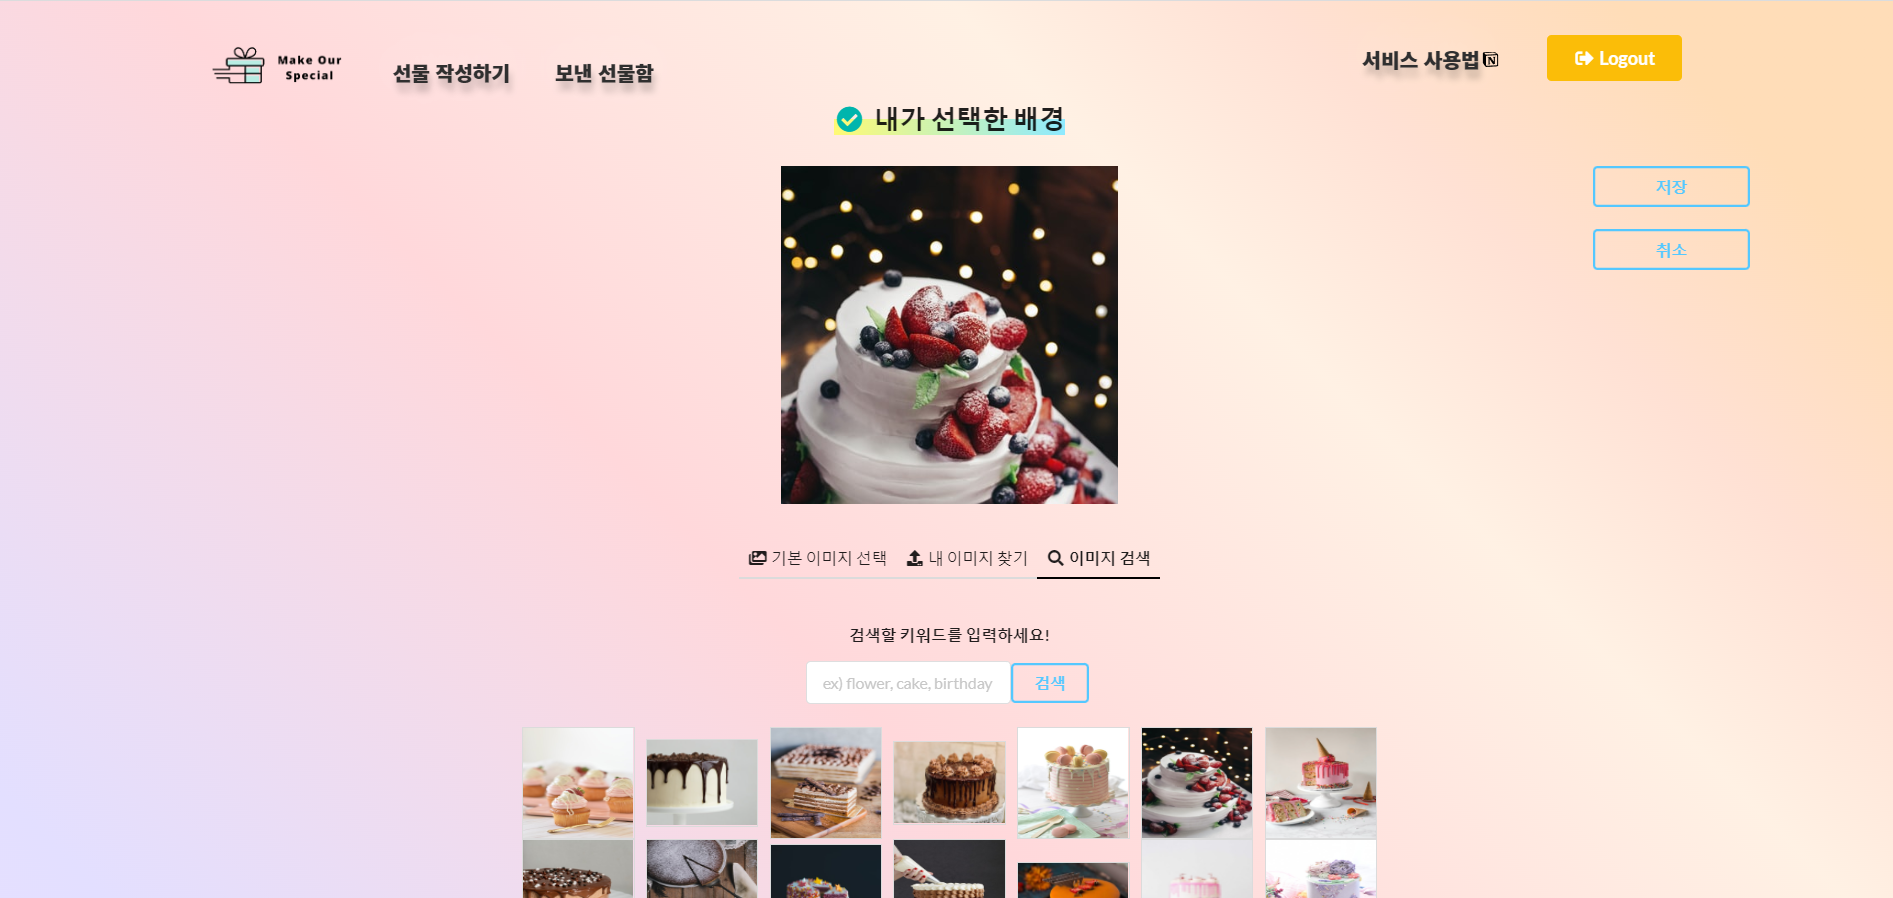 Make Our
Special
선물 작성하기
보낸 선물함
서비스 사용법
Logout
내가 선택한 배경
저장
취소
기본 이미지 선택
내 이미지 찾기
이미지 검색
검색할 키워드를 입력하세요!
ex) flower, cake, birthday
검색